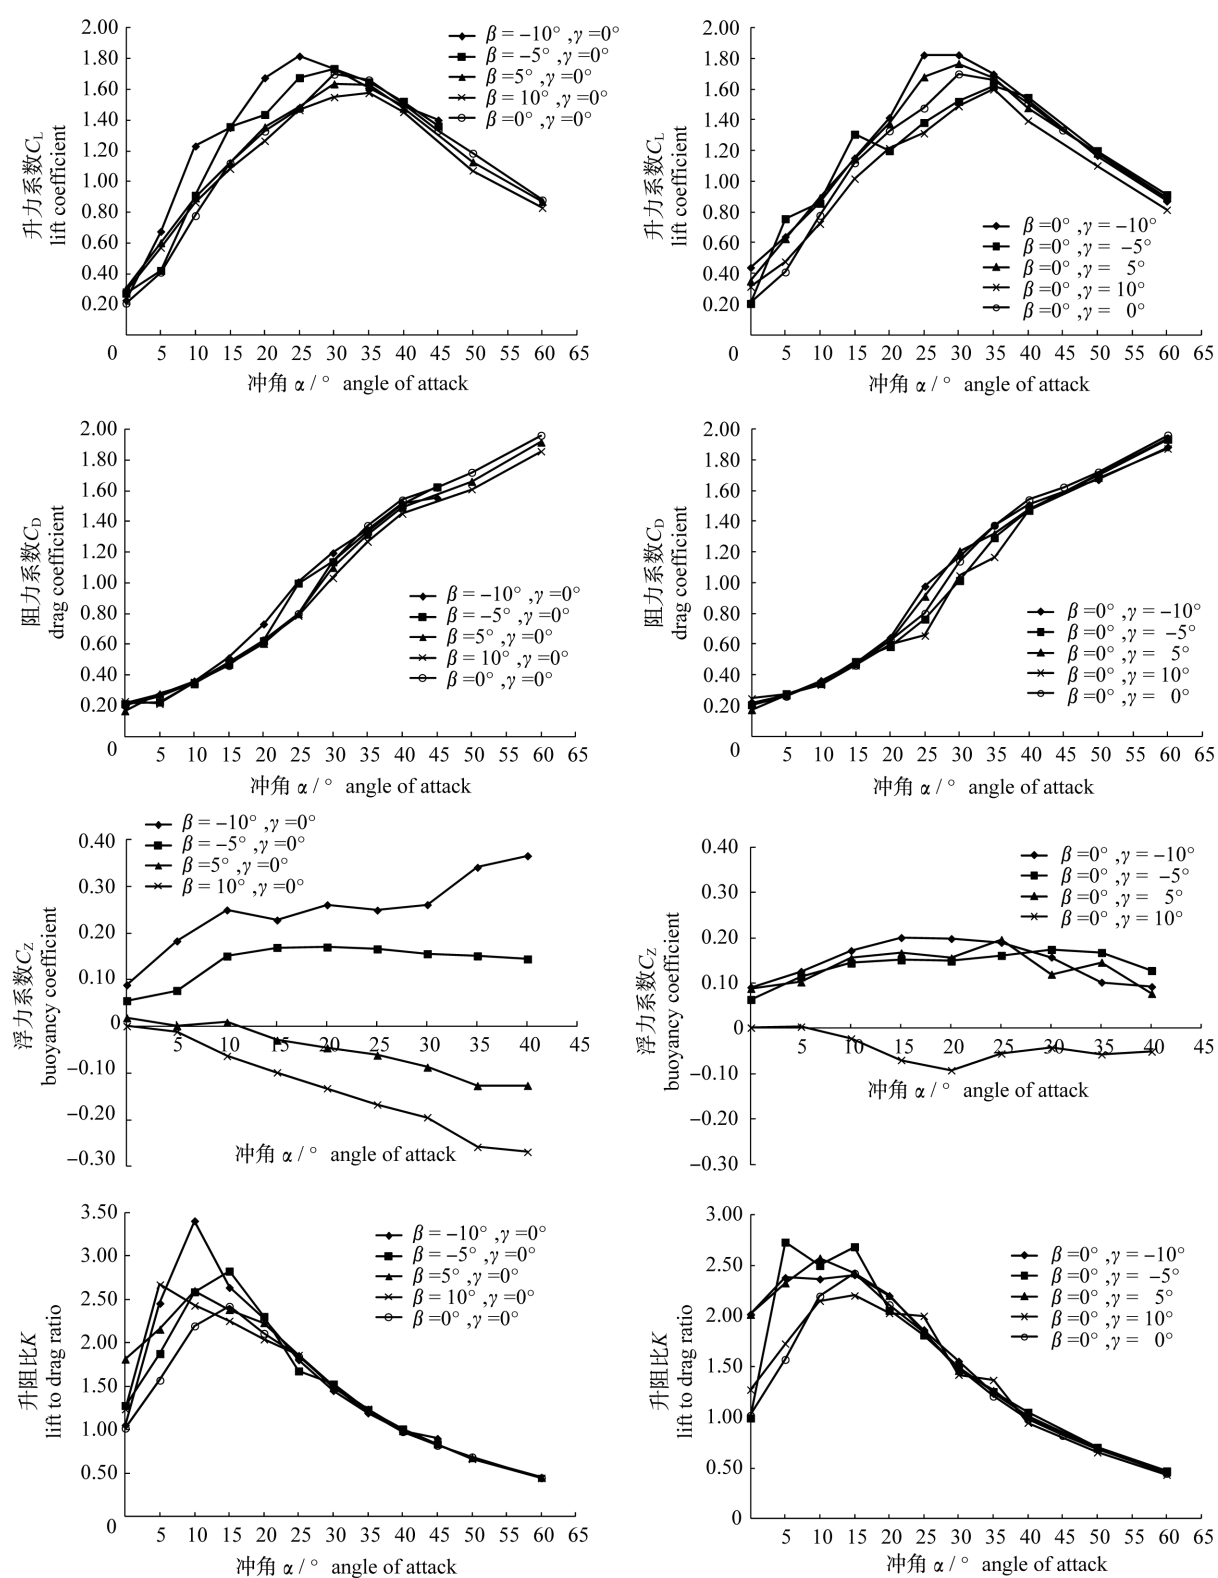 2.00
1.80
1.60
1.40
1.20
1.00
0.80
0.60
0.40
0.20
0 5 10 15 20 25 30 35 40 45 50 55 60 65
升力系数CL
lift coefficient
冲角 α / ° angle of attack
β = −10° ,γ =0°
β = −5° ,γ =0°
β =5° ,γ =0°
β = 10° ,γ =0°
β =0° ,γ =0°
2.00
1.80
1.60
1.40
1.20
1.00
0.80
0.60
0.40
0.20
0 5 10 15 20 25 30 35 40 45 50 55 60 65
升力系数CL
lift coefficient
冲角 α / ° angle of attack
β =0° ,γ = −10°
β =0° ,γ = −5°
β =0° ,γ = 5°
β =0° ,γ = 10°
β =0° ,γ = 0°
2.00
1.80
1.60
1.40
1.20
1.00
0.80
0.60
0.40
0.20
0 5 10 15 20 25 30 35 40 45 50 55 60 65
阻力系数CD
drag coefficient
冲角 α / ° angle of attack
β = −10° ,γ =0°
β = −5° ,γ =0°
β =5° ,γ =0°
β = 10° ,γ =0°
β =0° ,γ =0°
2.00
1.80
1.60
1.40
1.20
1.00
0.80
0.60
0.40
0.20
0 5 10 15 20 25 30 35 40 45 50 55 60 65
阻力系数CD
drag coefficient
冲角 α / ° angle of attack
β =0° ,γ = −10°
β =0° ,γ = −5°
β =0° ,γ = 5°
β =0° ,γ = 10°
β =0° ,γ = 0°
β = −10° ,γ =0°
β = −5° ,γ =0°
β =5° ,γ =0°
β = 10° ,γ =0°
0.40
0.30
0.20
0.10
0
−0.10
−0.20
−0.30
5 10 15 20 25 30 35 40 45
浮力系数CZ
buoyancy coefficient
冲角 α / ° angle of attack
0.40
0.30
0.20
0.10
0
−0.10
−0.20
−0.30
5 10 15 20 25 30 35 40 45
浮力系数CZ
buoyancy coefficient
冲角 α / ° angle of attack
β =0° ,γ = −10°
β =0° ,γ = −5°
β =0° ,γ = 5°
β =0° ,γ = 10°
3.50
3.00
2.50
2.00
1.50
1.00
0.50
0 5 10 15 20 25 30 35 40 45 50 55 60 65
升阻比K
lift to drag ratio
冲角 α / ° angle of attack
β = −10° ,γ =0°
β = −5° ,γ =0°
β =5° ,γ =0°
β = 10° ,γ =0°
β =0° ,γ =0°
3.00
2.50
2.00
1.50
1.00
0.50
0
5 10 15 20 25 30 35 40 45 50 55 60 65
升阻比K
lift to drag ratio
冲角 α / ° angle of attack
β =0° ,γ = −10°
β =0° ,γ = −5°
β =0° ,γ = 5°
β =0° ,γ = 10°
β =0° ,γ = 0°